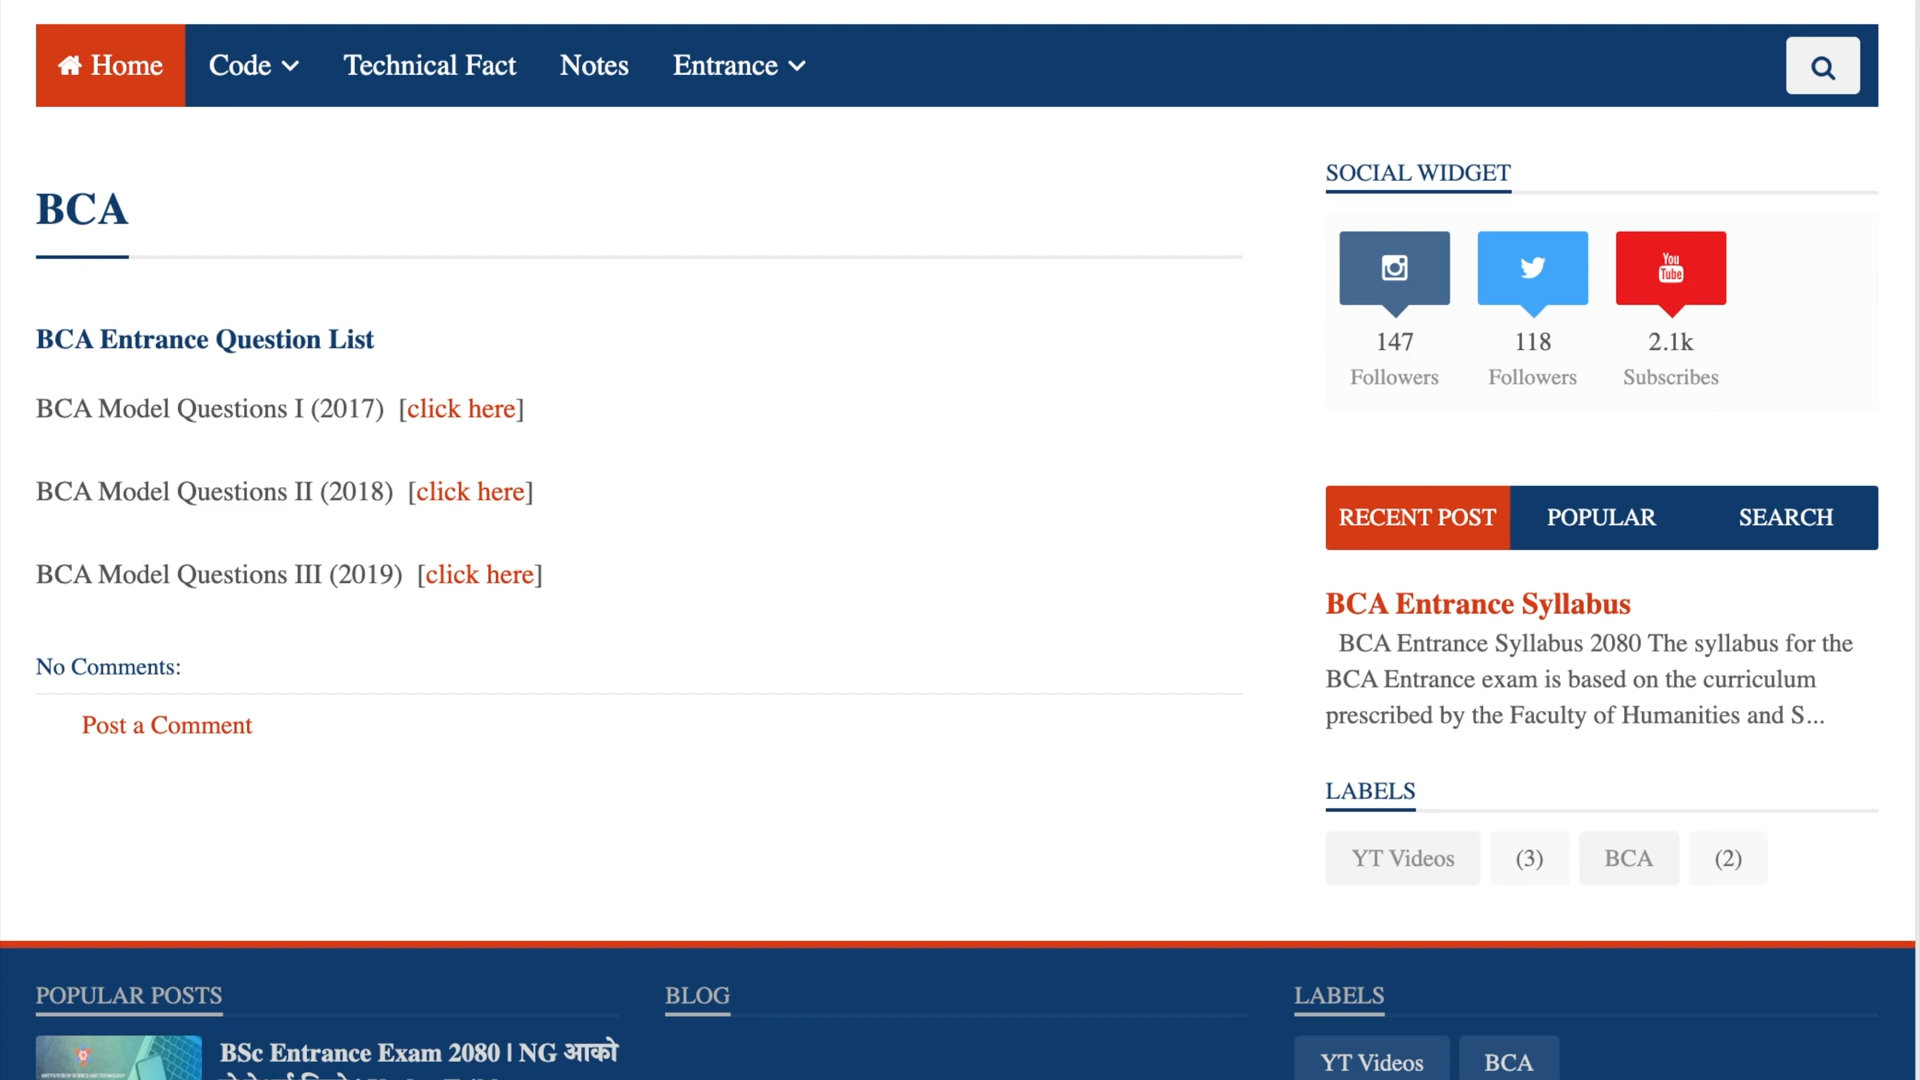 Home Code Technical Fact Notes Entrance
BCA
BCA Entrance Question List
BCA Model Questions I (2017) [click here]
BCA Model Questions II (2018) [click here]
BCA Model Questions III (2019) [click here]
No Comments:
Post a Comment
SOCIAL WIDGET
You Tube
147 118 2.1k
Followers Followers Subscribes
RECENT POST POPULAR SEARCH
BCA Entrance Syllabus
BCA Entrance Syllabus 2080 The syllabus for the
BCA Entrance exam is based on the curriculum
prescribed by the Faculty of Humanities and S...
LABELS
YT Videos (3) BCA (2)
POPULAR POSTS
BSc Entrance Exam 2080 | NG आको
BLOG
LABELS
YT Videos BCA